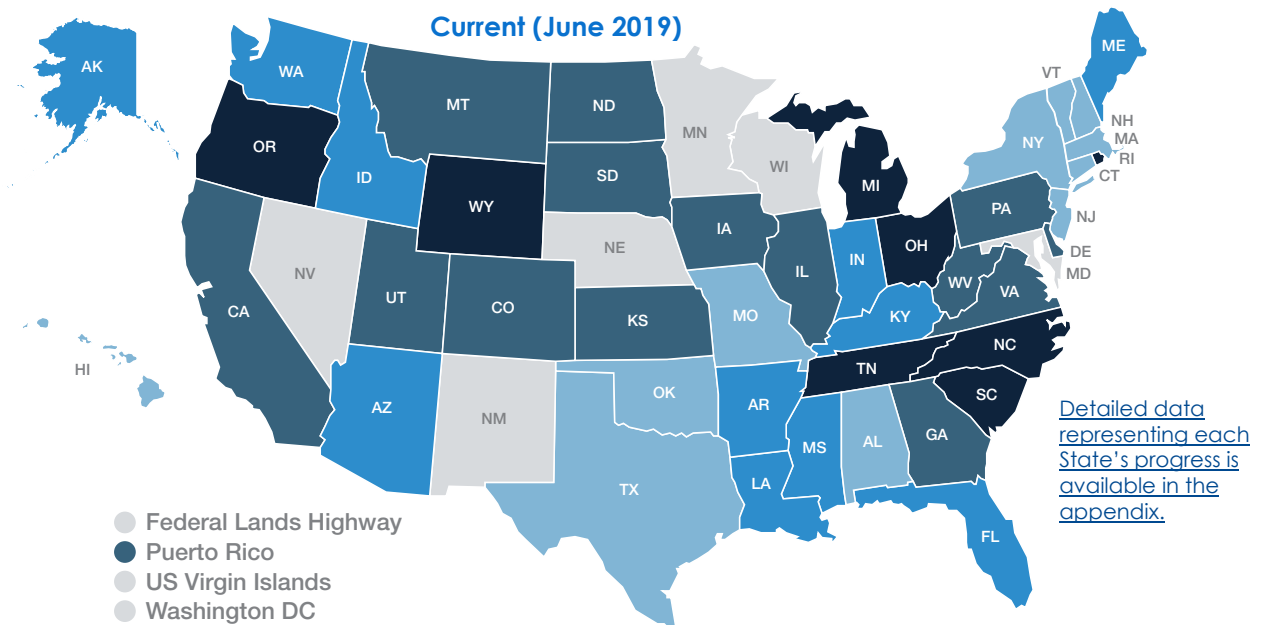 Current (June 2019)
AK
WA
MT
ND
MN
WI
MI
VT
ME
NH
MA
RI
CT
NY
NJ
OR
ID
WY
SD
IA
NE
PA
DE
MD
NV
UT
CO
KS
MO
IL
IN
OH
WV
VA
KY
CA
HI
AZ
NM
OK
AR
TN
NC
SC
TX
LA
MS
AL
GA
FL
Detailed data
representing each
State's progress is
available in the
appendix.
Federal Lands Highway
Puerto Rico
US Virgin Islands
Washington DC